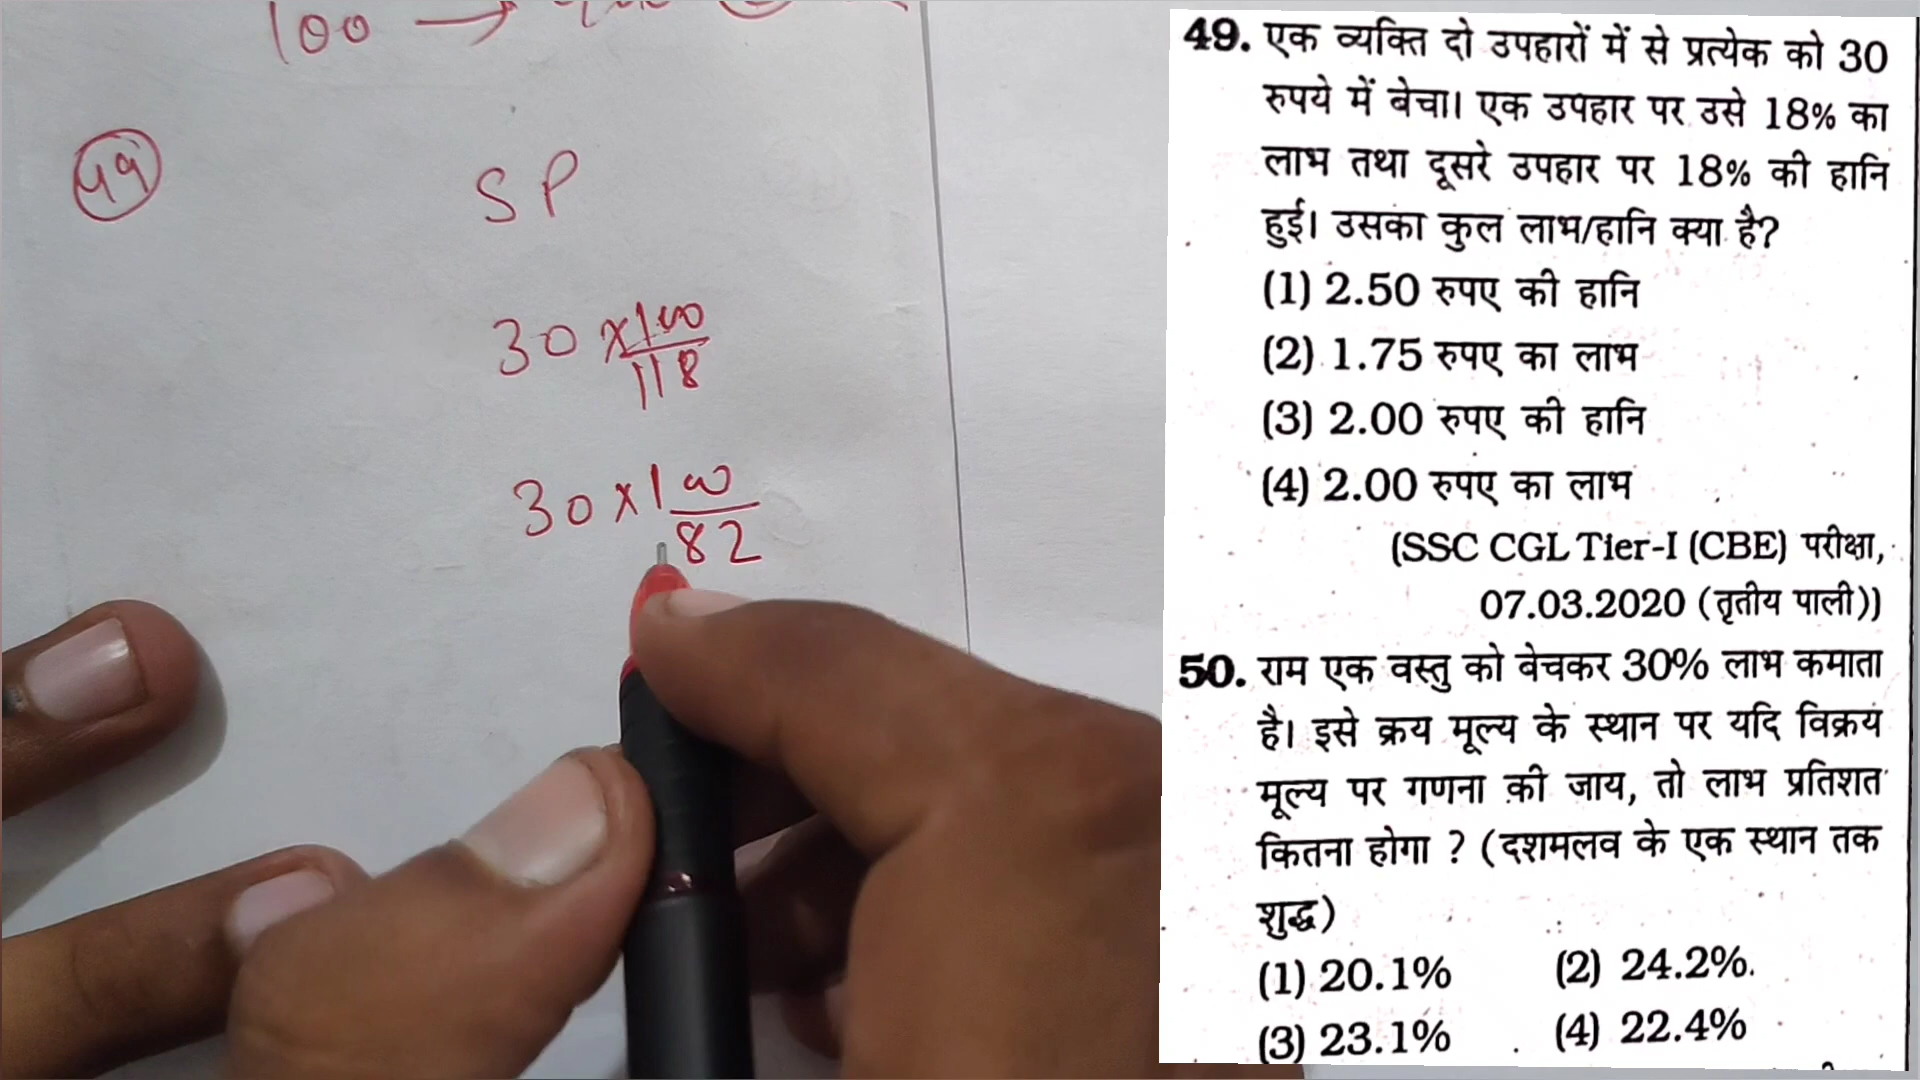 100 →
49
SP
30 × 100/118
30 × 100/82
49. एक व्यक्ति दो उपहारों में से प्रत्येक को 30
रुपये में बेचा। एक उपहार पर उसे 18% का
लाभ तथा दूसरे उपहार पर 18% की हानि
हुई। उसका कुल लाभ/हानि क्या है?
(1) 2.50 रुपए की हानि
(2) 1.75 रुपए का लाभ
(3) 2.00 रुपए की हानि
(4) 2.00 रुपए का लाभ
(SSC CGL Tier-I (CBE) परीक्षा,
07.03.2020 (तृतीय पाली))
50. राम एक वस्तु को बेचकर 30% लाभ कमाता
है। इसे क्रय मूल्य के स्थान पर यदि विक्रय
मूल्य पर गणना की जाय, तो लाभ प्रतिशत
कितना होगा ? (दशमलव के एक स्थान तक
शुद्ध)
(1) 20.1% (2) 24.2%.
(3) 23.1% (4) 22.4%